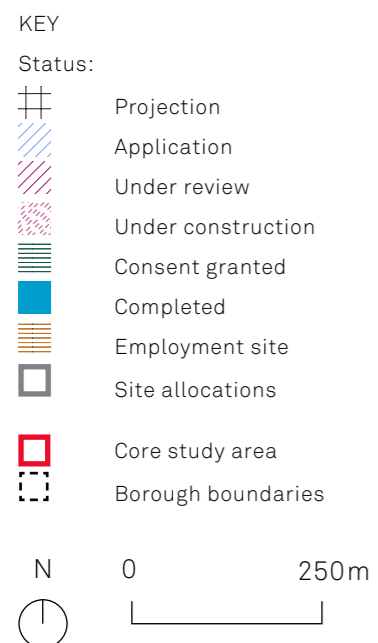 KEY
Status:
Projection
Application
Under review
Under construction
Consent granted
Completed
Employment site
Site allocations
Core study area
Borough boundaries
N 0 250m